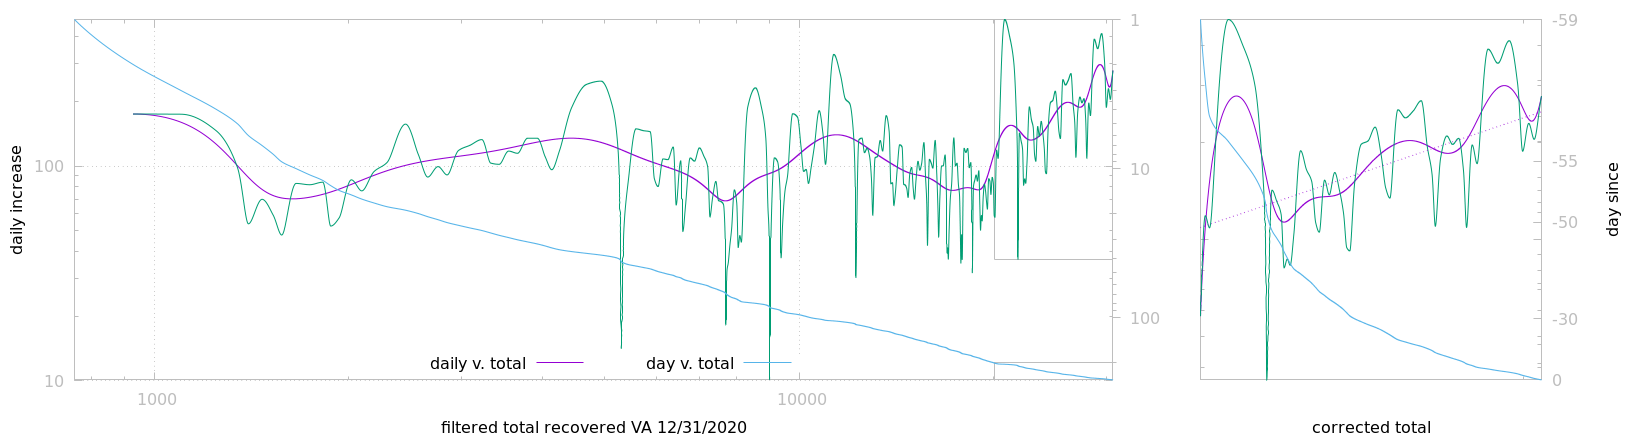 daily increase
100
10
1000
10000
1
10
100
daily v. total
day v. total
filtered total recovered VA 12/31/2020
-59
-55
-50
-30
0
day since
corrected total